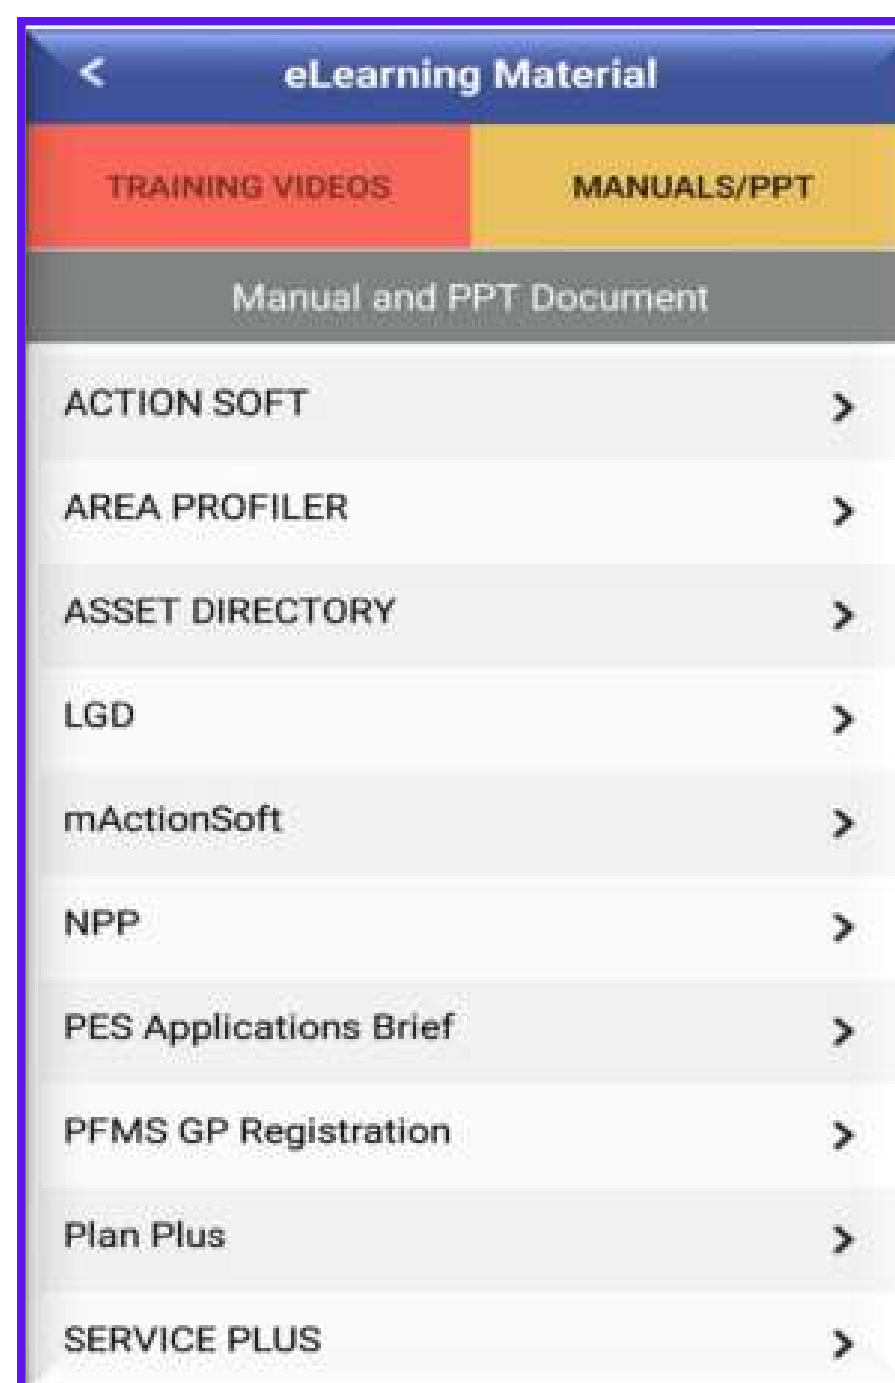 < eLearning Material
TRAINING VIDEOS MANUALS/PPT
Manual and PPT Document
ACTION SOFT >
AREA PROFILER >
ASSET DIRECTORY >
LGD >
mActionSoft >
NPP >
PES Applications Brief >
PFMS GP Registration >
Plan Plus >
SERVICE PLUS >